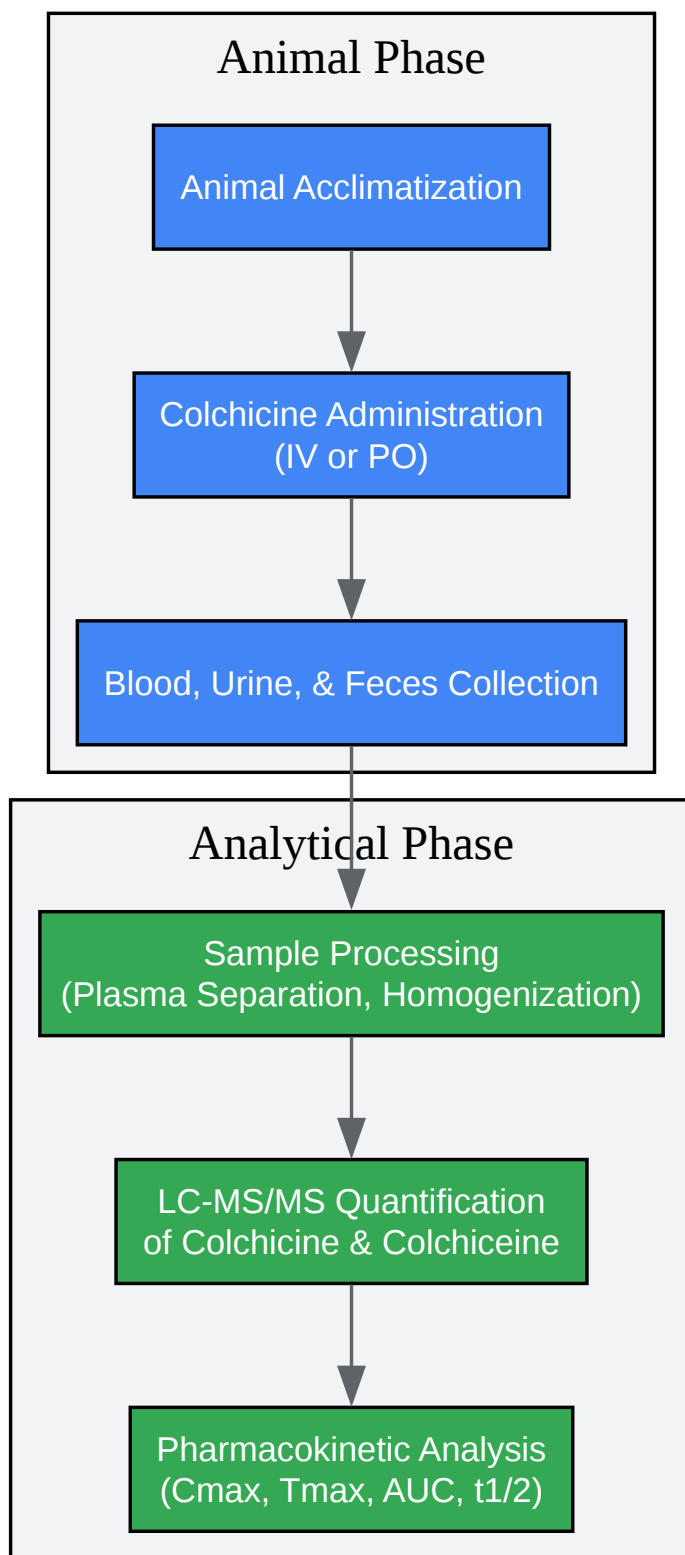 Animal Phase
Animal Acclimatization
Colchicine Administration
(IV or PO)
Blood, Urine, & Feces Collection
Analytical Phase
Sample Processing
(Plasma Separation, Homogenization)
LC-MS/MS Quantification
of Colchicine & Colchiceine
Pharmacokinetic Analysis
(Cmax, Tmax, AUC, t1/2)